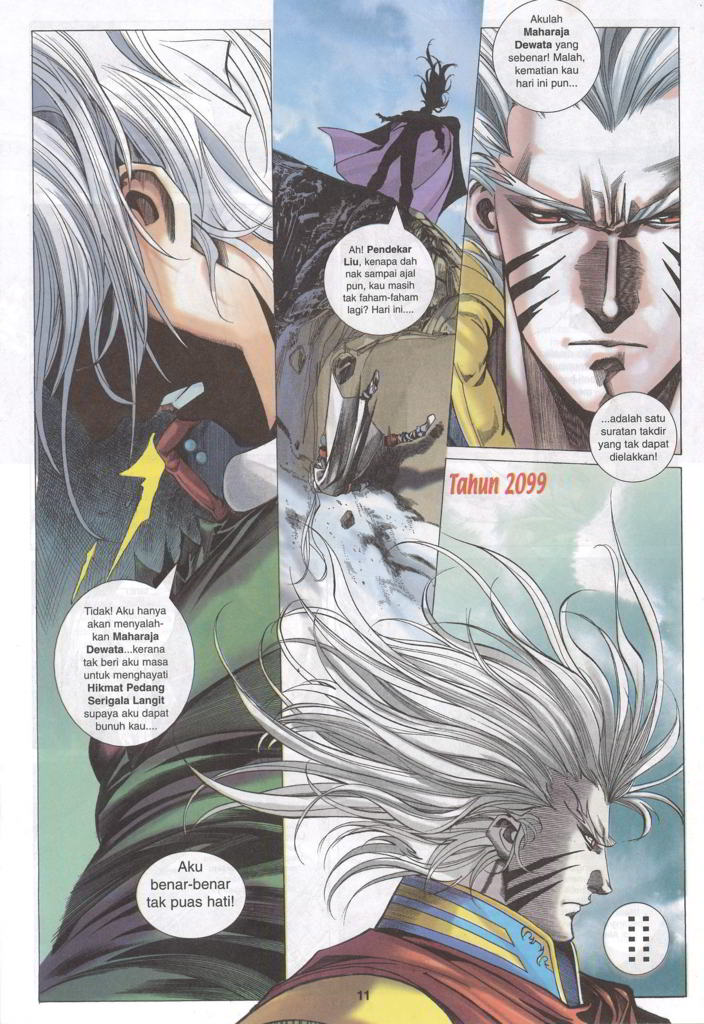 Tidak! Aku hanya
akan menyalah-
kan Maharaja
Dewata...kerana
tak beri aku masa
untuk menghayati
Hikmat Pedang
Serigala Langit
supaya aku dapat
bunuh kau....
Aku
benar-benar
tak puas hati!
Ah! Pendekar
Liu, kenapa dah
nak sampai ajal
pun, kau masih
tak faham-faham
lagi? Hari ini....
Akulah
Maharaja
Dewata yang
sebenar! Malah,
kematian kau
hari ini pun...
...adalah satu
suratan takdir
yang tak dapat
dielakkan!
Tahun 2099
11